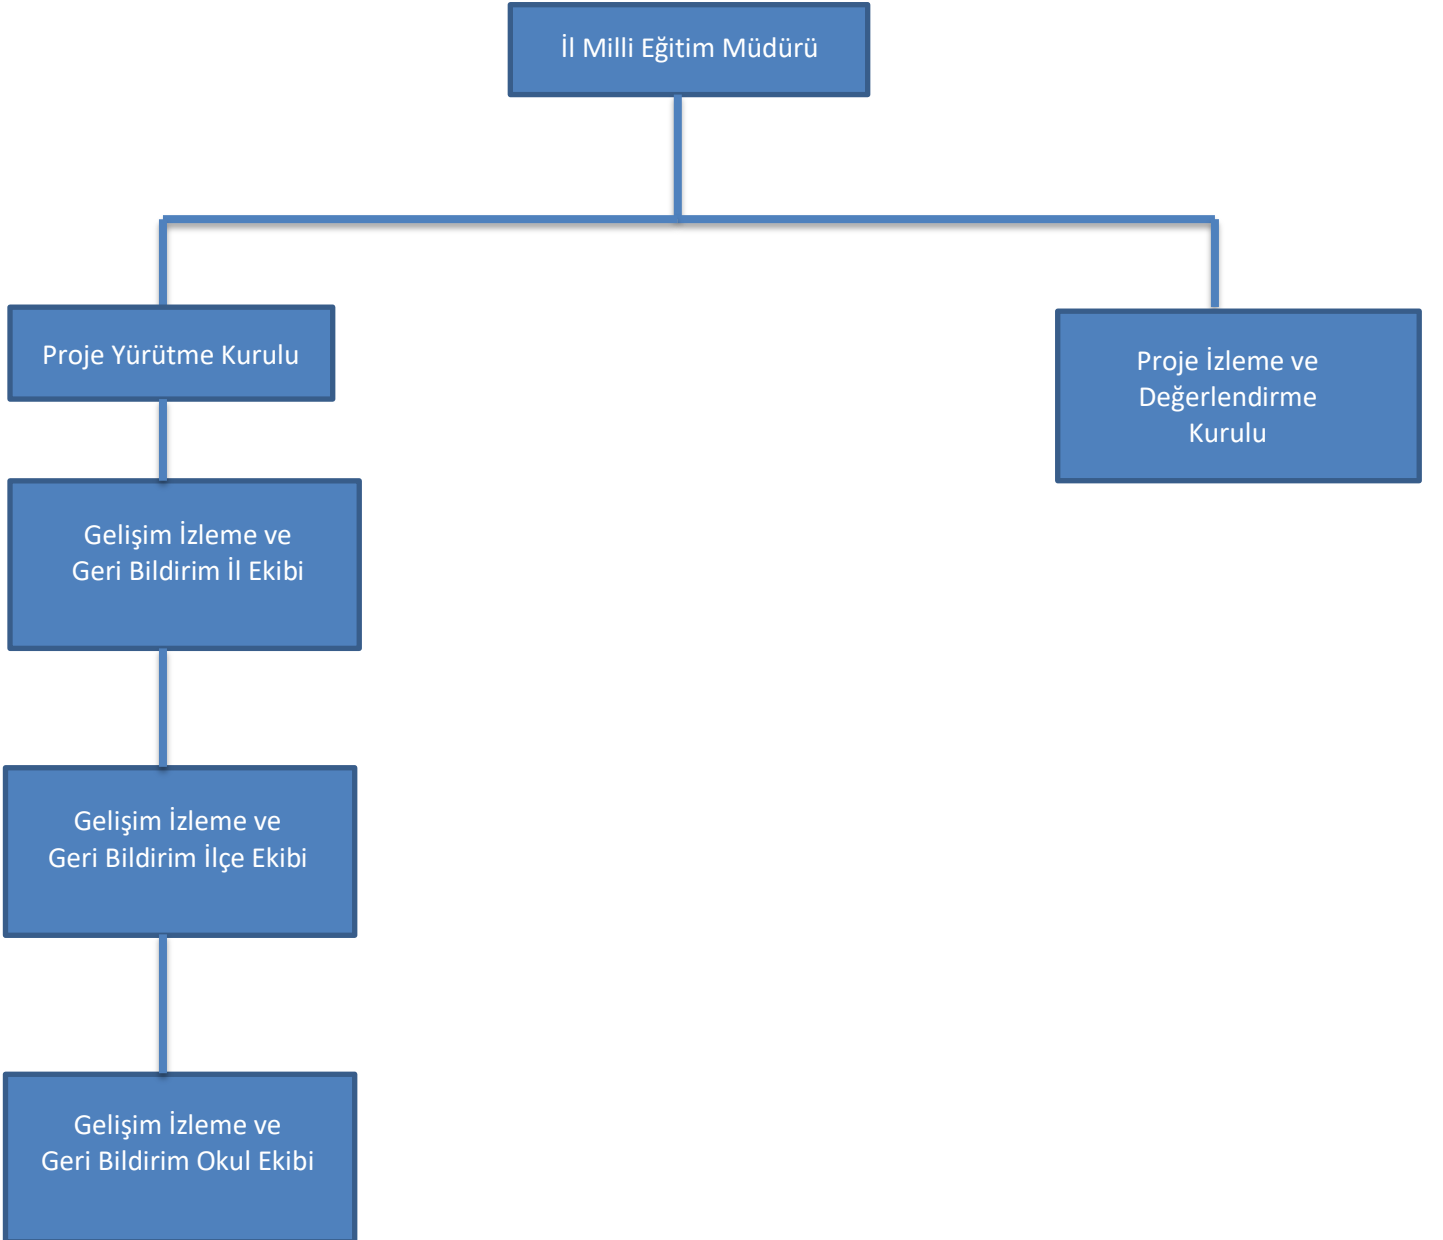 İl Milli Eğitim Müdürü
Proje Yürütme Kurulu
Proje İzleme ve
Değerlendirme
Kurulu
Gelişim İzleme ve
Geri Bildirim İl Ekibi
Gelişim İzleme ve
Geri Bildirim İlçe Ekibi
Gelişim İzleme ve
Geri Bildirim Okul Ekibi